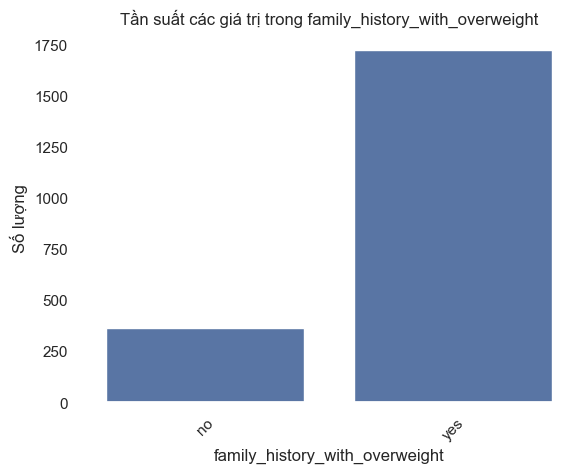 Tần suất các giá trị trong family_history_with_overweight
1750
1500
1250
1000
750
500
250
0
Số lượng
no
yes
family_history_with_overweight